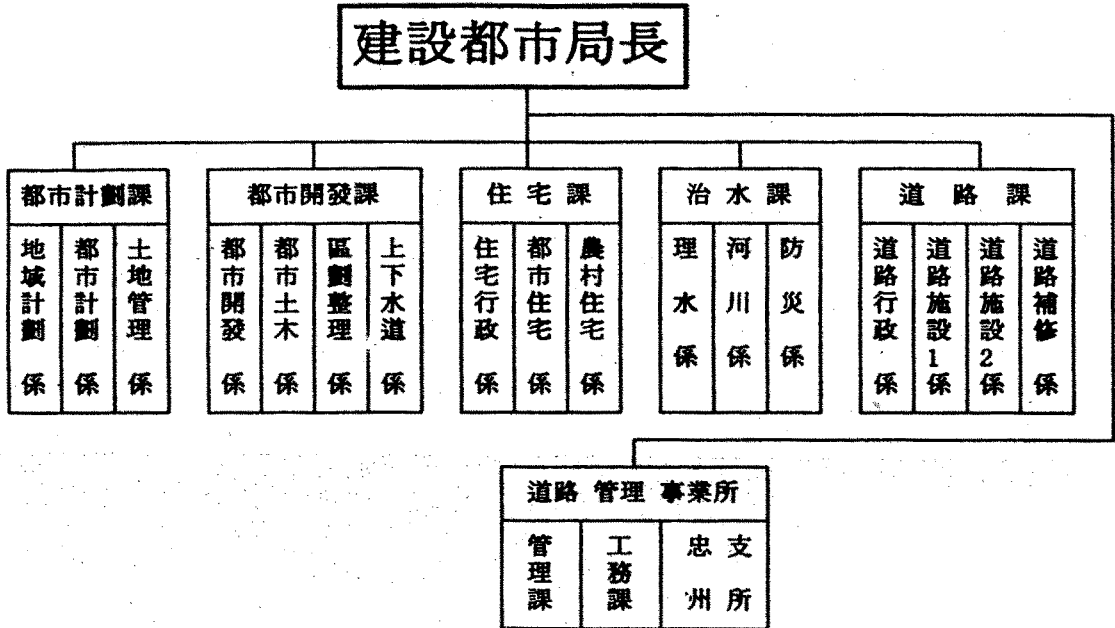 建設都市局長
都市計劃課
地域計劃係
都市計劃係
土地管理係
都市開發課
都市開發係
都市土木係
區劃整理係
上下水道係
住宅課
住宅行政係
都市住宅係
農村住宅係
治水課
理水係
河川係
防災係
道路課
道路行政係
道路施設1係
道路施設2係
道路補修係
道路 管理 事業所
管理課
工務課
忠州
支所